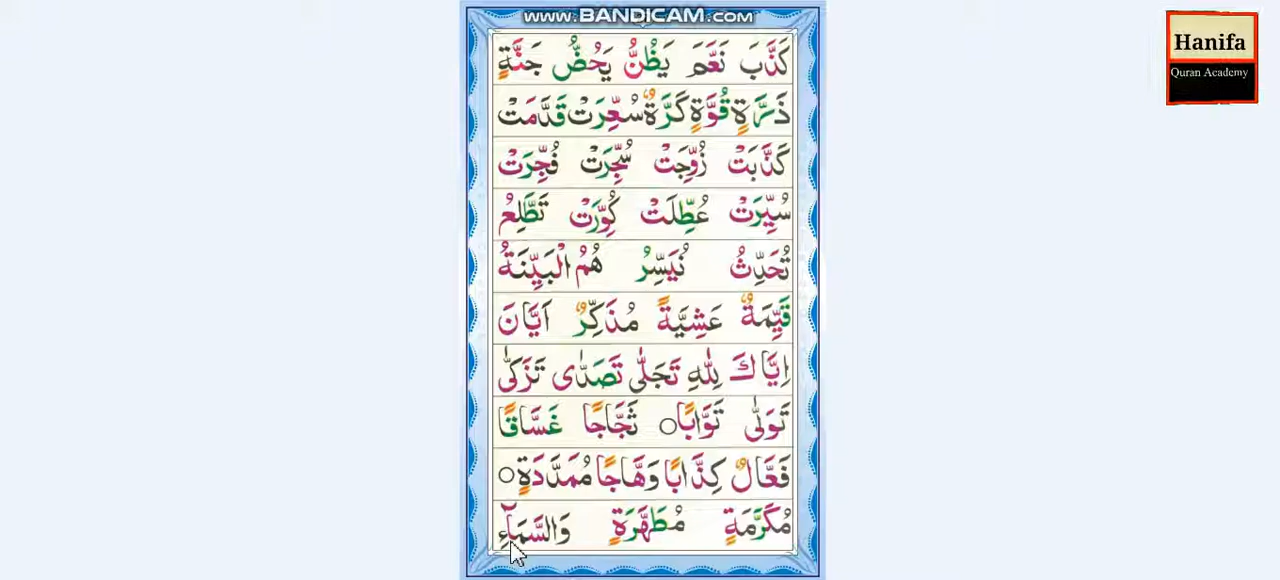 www.BANDICAM.com
Hanifa
Quran Academy
كَذَّبَ نَعَّمَ يَظُنُّ يَحُضُّ جَنَّةٍ
ذَرَّةٍ قُوَّةٍ كَرَّةٌ سُعِّرَتْ قَدَّمَتْ
كَذَّبَتْ زُوِّجَتْ سُجِّرَتْ فُجِّرَتْ
سُيِّرَتْ عُطِّلَتْ كُوِّرَتْ تَطَّلِعُ
تُحَدِّثُ نُيَسِّرُ هُمُ الْبَيِّنَةُ
قَيِّمَةٌ عَشِيَّةً مُذَكِّرٌ اَيَّانَ
اِيَّاكَ لِلّٰهِ تَجَلّٰى تَصَدّٰى تَزَكّٰى
تَوَلّٰى تَوَّابًا○ ثَجَّاجًا غَسَّاقًا
فَعَّالٌ كِذَّابًا وَهَّاجًا مُمَدَّدَةٍ○
مُكَرَّمَةٍ مُطَهَّرَةٍ وَالسَّمَآءِ